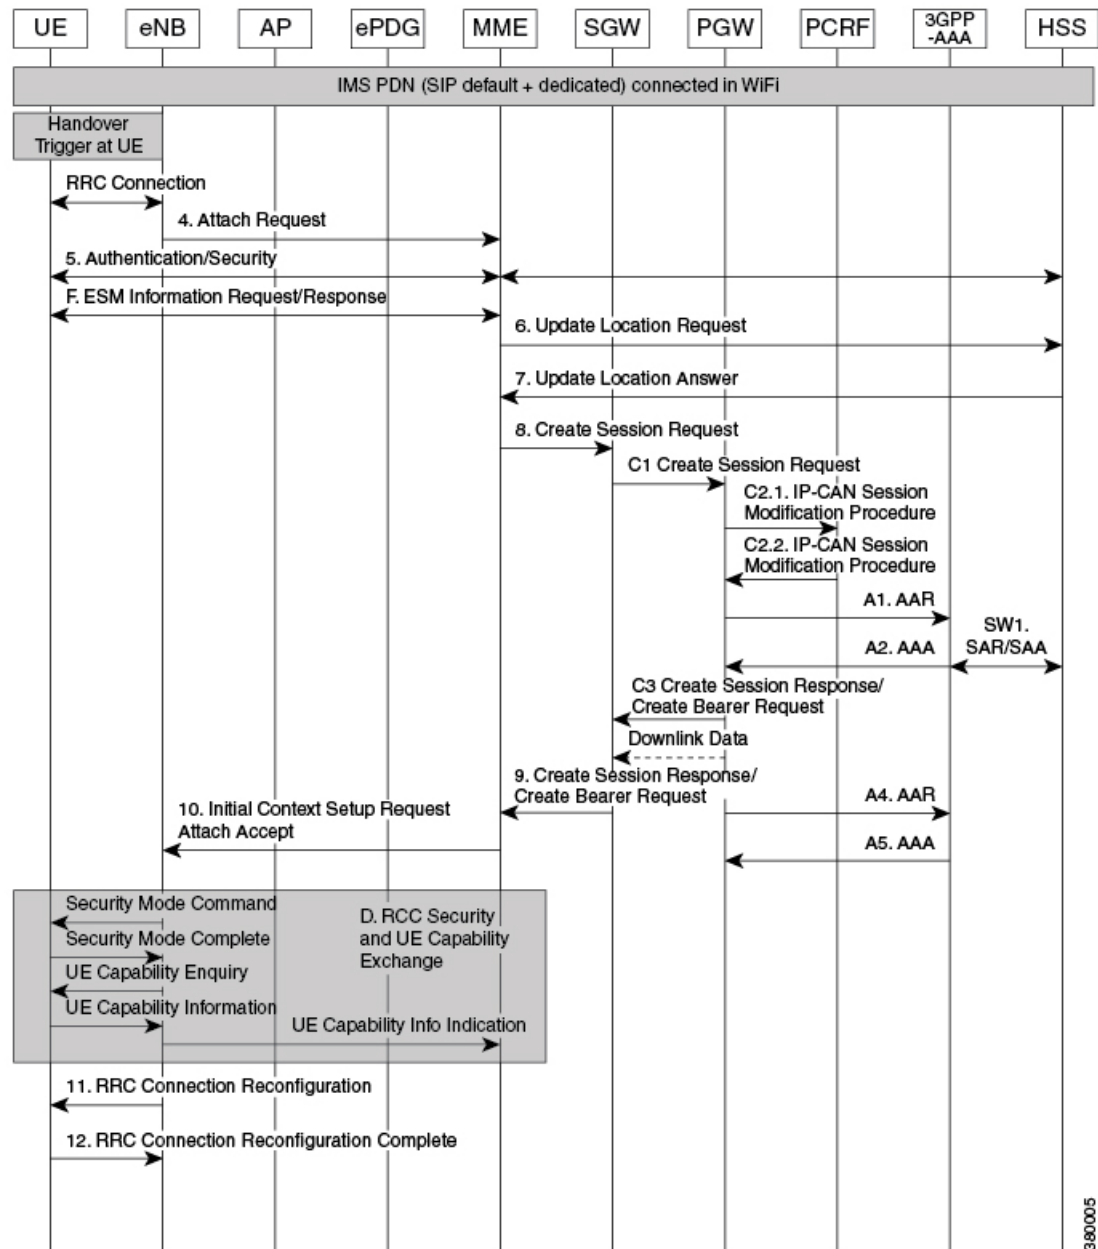 UE eNB AP ePDG MME SGW PGW PCRF 3GPP HSS
-AAA
IMS PDN (SIP default + dedicated) connected in WiFi
Handover
Trigger at UE
RRC Connection
4. Attach Request
5. Authentication/Security
F. ESM Information Request/Response
6. Update Location Request
7. Update Location Answer
8. Create Session Request
C1 Create Session Request
C2.1. IP-CAN Session
Modification Procedure
C2.2. IP-CAN Session
Modification Procedure
A1. AAR
SW1.
SAR/SAA
A2. AAA
C3 Create Session Response/
Create Bearer Request
Downlink Data
9. Create Session Response/
Create Bearer Request
A4. AAR
10. Initial Context Setup Request
Attach Accept
A5. AAA
Security Mode Command
D. RCC Security
and UE Capability
Exchange
Security Mode Complete
UE Capability Enquiry
UE Capability Information
UE Capability Info Indication
11. RRC Connection Reconfiguration
12. RRC Connection Reconfiguration Complete
380005